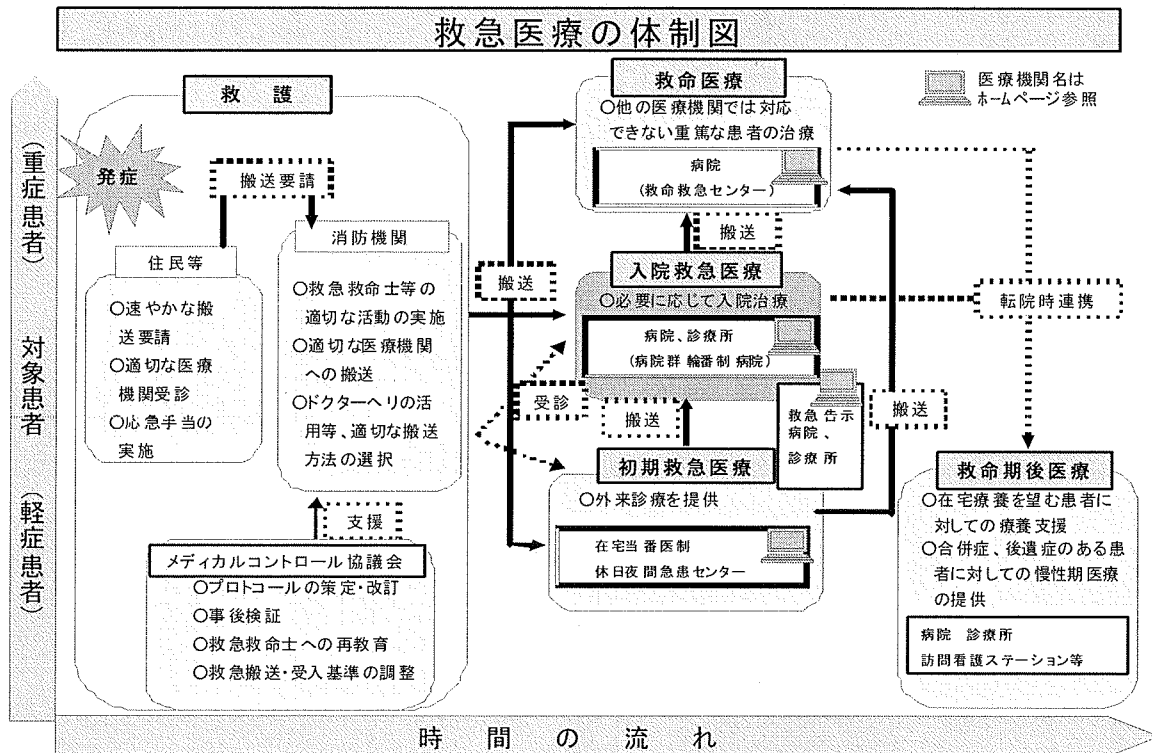 救急医療の体制図
医療機関名は
ホームページ参照
(重症患者)
対象患者
(軽症患者)
救護
発症
搬送要請
住民等
○速やかな搬
送要請
○適切な医療
機関受診
○応急手当の
実施
消防機関
○救急救命士等の
適切な活動の実施
○適切な医療機関
への搬送
○ドクターヘリの活
用等、適切な搬送
方法の選択
支援
メディカルコントロール協議会
○プロトコールの策定・改訂
○事後検証
○救急救命士への再教育
○救急搬送・受入基準の調整
搬送
受診
救命医療
○他の医療機関では対応
できない重篤な患者の治療
病院
(救命救急センター)
搬送
入院救急医療
○必要に応じて入院治療
病院、診療所
(病院群輪番制病院)
搬送
救急告示
病院、
診療所
初期救急医療
○外来診療を提供
在宅当番医制
休日夜間急患センター
搬送
転院時連携
救命期後医療
○在宅療養を望む患者に
対しての療養支援
○合併症、後遺症のある患
者に対しての慢性期医療
の提供
病院 診療所
訪問看護ステーション等
時間の流れ